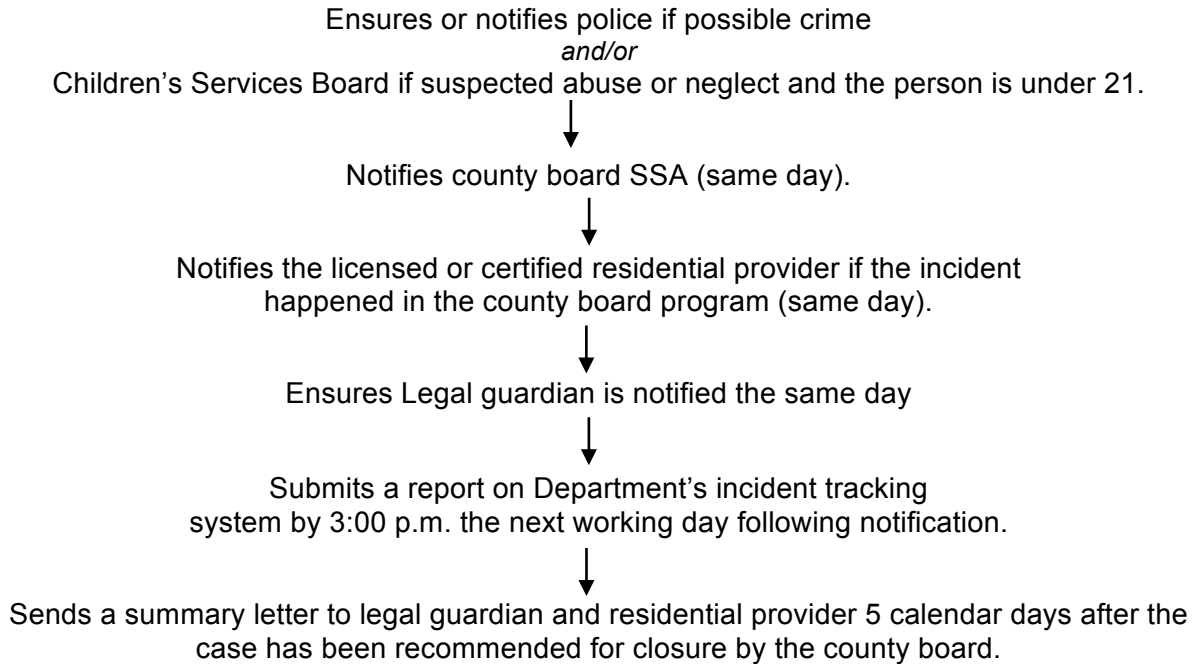 Ensures or notifies police if possible crime
and/or
Children’s Services Board if suspected abuse or neglect and the person is under 21.
Notifies county board SSA (same day).
Notifies the licensed or certified residential provider if the incident
happened in the county board program (same day).
Ensures Legal guardian is notified the same day
Submits a report on Department’s incident tracking
system by 3:00 p.m. the next working day following notification.
Sends a summary letter to legal guardian and residential provider 5 calendar days after the
case has been recommended for closure by the county board.